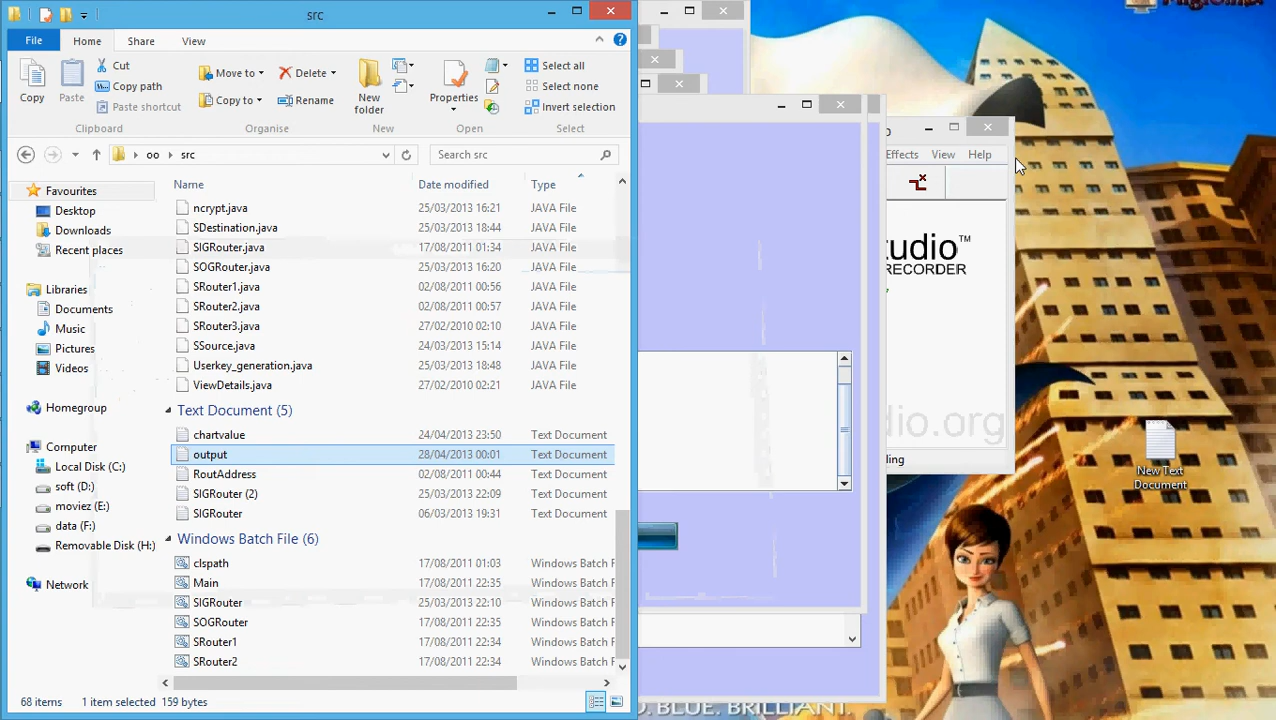 src
File
Home
Share
View
Copy
Paste
Cut
Copy path
Paste shortcut
Clipboard
Move to
Copy to
Delete
Rename
Organise
New
folder
New
Properties
Open
Select all
Select none
Invert selection
Select
oo
src
Search src
Favourites
Desktop
Downloads
Recent places
Libraries
Documents
Music
Pictures
Videos
Homegroup
Computer
Local Disk (C:)
soft (D:)
moviez (E:)
data (F:)
Removable Disk (H:)
Network
Name Date modified Type
ncrypt.java 25/03/2013 16:21 JAVA File
SDestination.java 25/03/2013 18:44 JAVA File
SIGRouter.java 17/08/2011 01:34 JAVA File
SOGRouter.java 25/03/2013 16:20 JAVA File
SRouter1.java 02/08/2011 00:56 JAVA File
SRouter2.java 02/08/2011 00:57 JAVA File
SRouter3.java 27/02/2010 02:10 JAVA File
SSource.java 24/03/2013 15:14 JAVA File
Userkey_generation.java 25/03/2013 18:48 JAVA File
ViewDetails.java 27/02/2010 02:21 JAVA File
Text Document (5)
chartvalue 24/04/2013 23:50 Text Document
output 28/04/2013 00:01 Text Document
RoutAddress 02/08/2011 00:44 Text Document
SIGRouter (2) 25/03/2013 22:09 Text Document
SIGRouter 06/03/2013 19:31 Text Document
Windows Batch File (6)
clspath 17/08/2011 01:03 Windows Batch F
Main 17/08/2011 22:35 Windows Batch F
SIGRouter 25/03/2013 22:10 Windows Batch F
SOGRouter 17/08/2011 22:35 Windows Batch F
SRouter1 17/08/2011 22:34 Windows Batch F
SRouter2 17/08/2011 22:34 Windows Batch F
68 items 1 item selected 159 bytes
Effects View Help
tudio™
RECORDER
dio.org
ding
New Text
Document
D. BLUE. BRILLIANT.